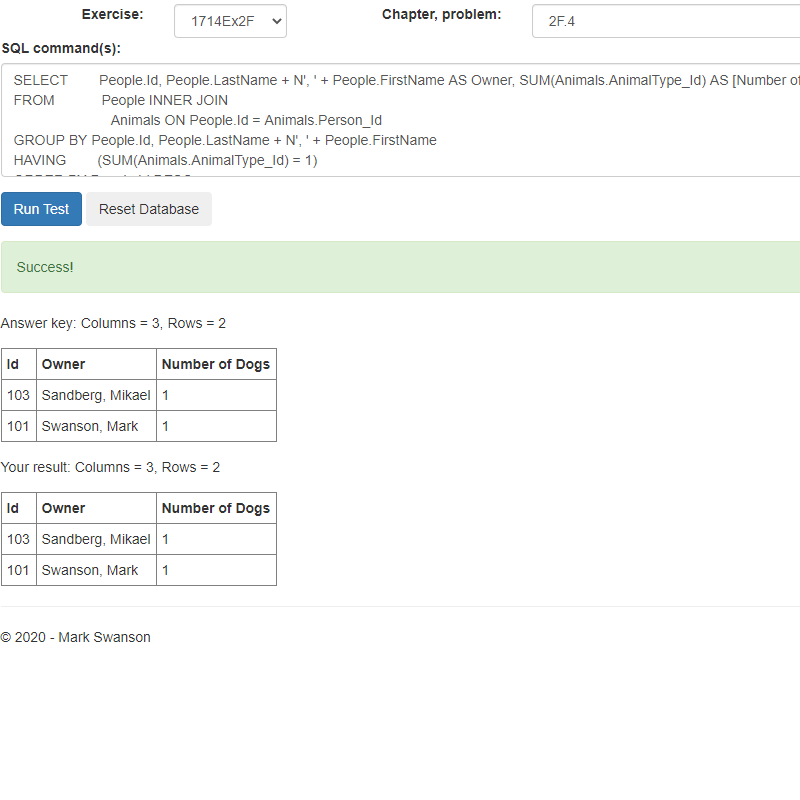 Exercise: 1714Ex2F Chapter, problem: 2F.4
SQL command(s):
SELECT People.Id, People.LastName + N', ' + People.FirstName AS Owner, SUM(Animals.AnimalType_Id) AS [Number of
FROM People INNER JOIN
Animals ON People.Id = Animals.Person_Id
GROUP BY People.Id, People.LastName + N', ' + People.FirstName
HAVING (SUM(Animals.AnimalType_Id) = 1)
Run Test Reset Database
Success!
Answer key: Columns = 3, Rows = 2
Id Owner Number of Dogs
103 Sandberg, Mikael 1
101 Swanson, Mark 1
Your result: Columns = 3, Rows = 2
Id Owner Number of Dogs
103 Sandberg, Mikael 1
101 Swanson, Mark 1
© 2020 - Mark Swanson